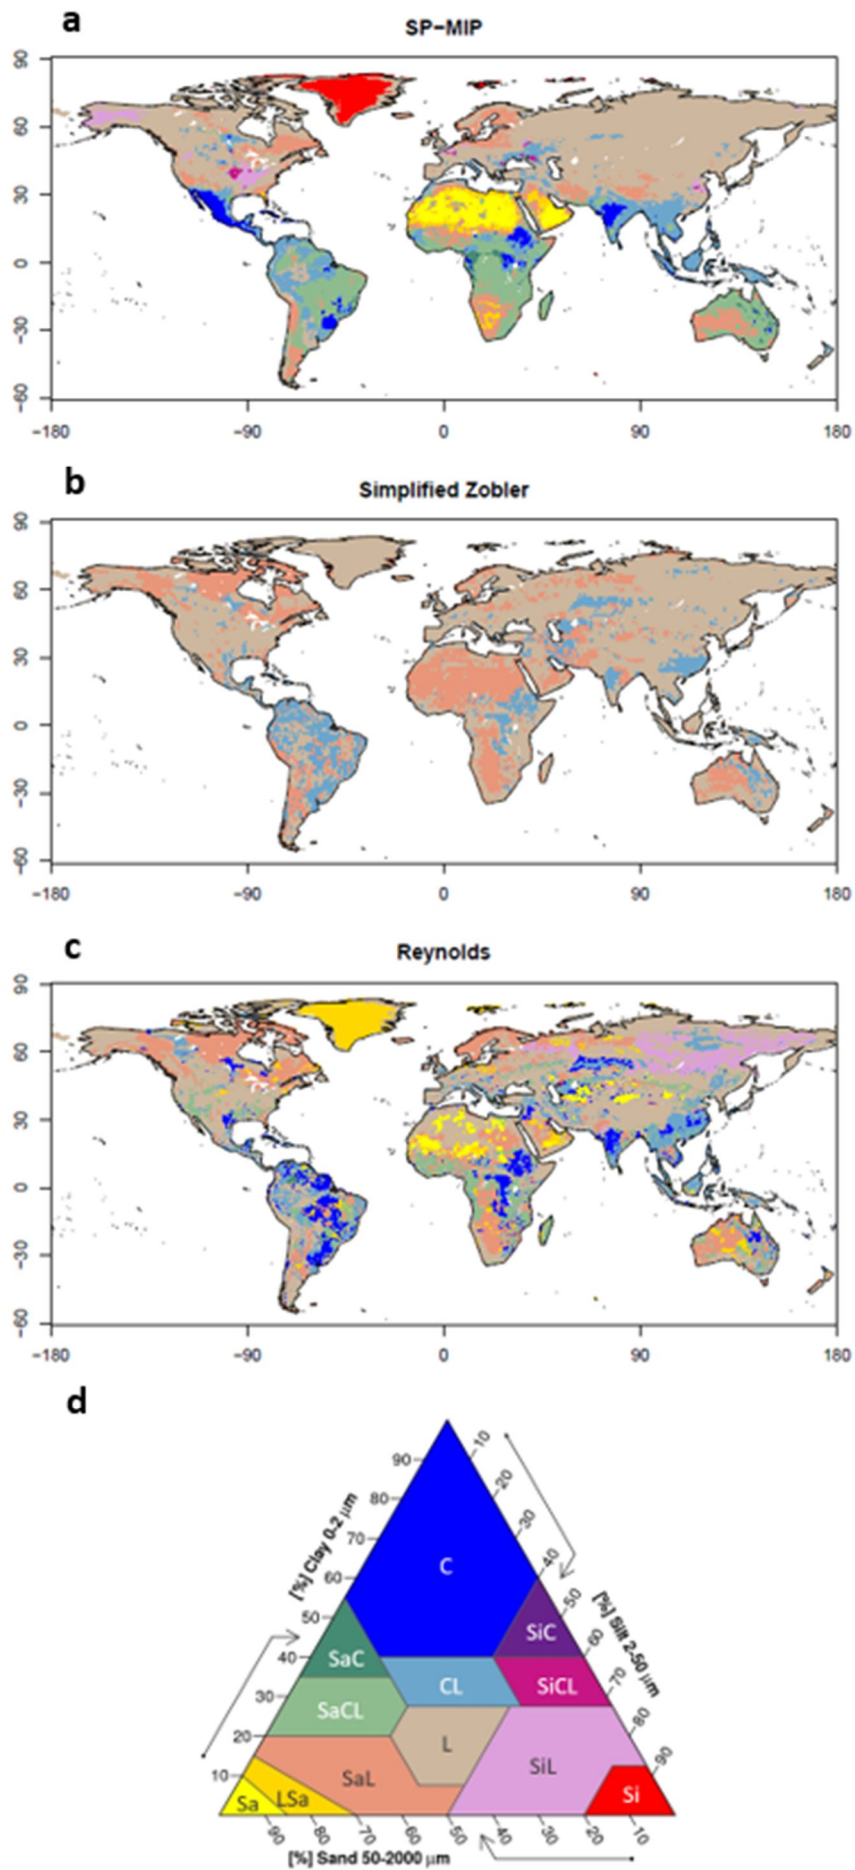 a
SP−MIP
90
60
30
0
−30
−60
−180
−90
0
90
180
b
Simplified Zobler
90
60
30
0
−30
−60
−180
−90
0
90
180
c
Reynolds
90
60
30
0
−30
−60
−180
−90
0
90
180
d
[%] Clay 0-2 μm
90
80
70
60
50
40
30
20
10
[%] Silt 2-50 μm
10
20
30
40
50
60
70
80
90
C
SiC
SaC
CL
SiCL
SaCL
L
SiL
SaL
Si
Sa
LSa
90
80
70
60
50
40
30
20
10
[%] Sand 50-2000 μm